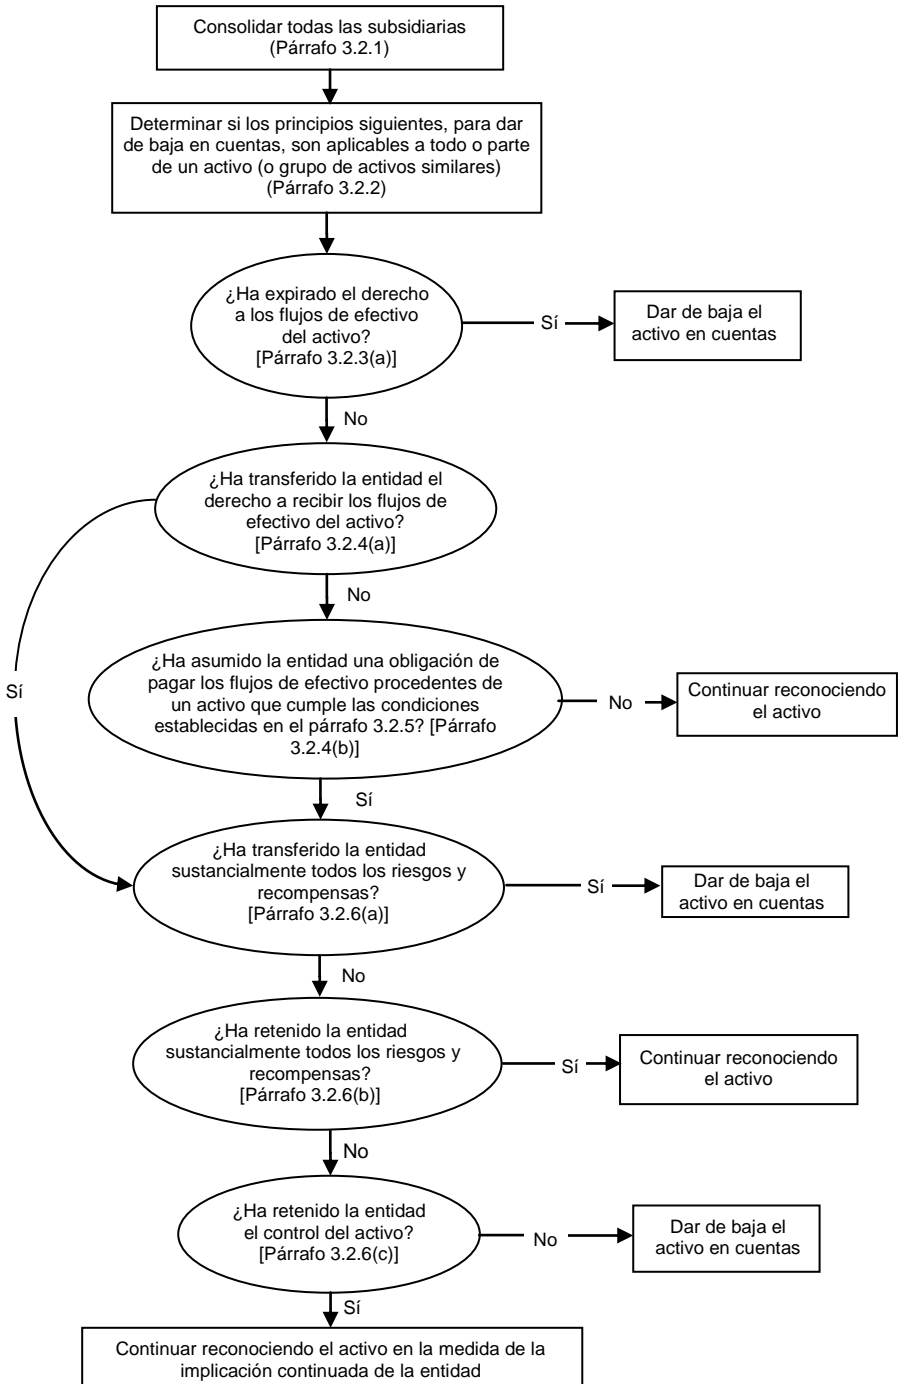 Consolidar todas las subsidiarias
(Párrafo 3.2.1)
Determinar si los principios siguientes, para dar
de baja en cuentas, son aplicables a todo o parte
de un activo (o grupo de activos similares)
(Párrafo 3.2.2)
¿Ha expirado el derecho
a los flujos de efectivo
del activo?
[Párrafo 3.2.3(a)]
Sí
Dar de baja el
activo en cuentas
No
¿Ha transferido la entidad el
derecho a recibir los flujos de
efectivo del activo?
[Párrafo 3.2.4(a)]
No
Sí
¿Ha asumido la entidad una obligación de
pagar los flujos de efectivo procedentes de
un activo que cumple las condiciones
establecidas en el párrafo 3.2.5? [Párrafo
3.2.4(b)]
No
Continuar reconociendo
el activo
Sí
¿Ha transferido la entidad
sustancialmente todos los riesgos y
recompensas?
[Párrafo 3.2.6(a)]
Sí
Dar de baja el
activo en cuentas
No
¿Ha retenido la entidad
sustancialmente todos los riesgos y
recompensas?
[Párrafo 3.2.6(b)]
Sí
Continuar reconociendo
el activo
No
¿Ha retenido la entidad
el control del activo?
[Párrafo 3.2.6(c)]
No
Dar de baja el
activo en cuentas
Sí
Continuar reconociendo el activo en la medida de la
implicación continuada de la entidad